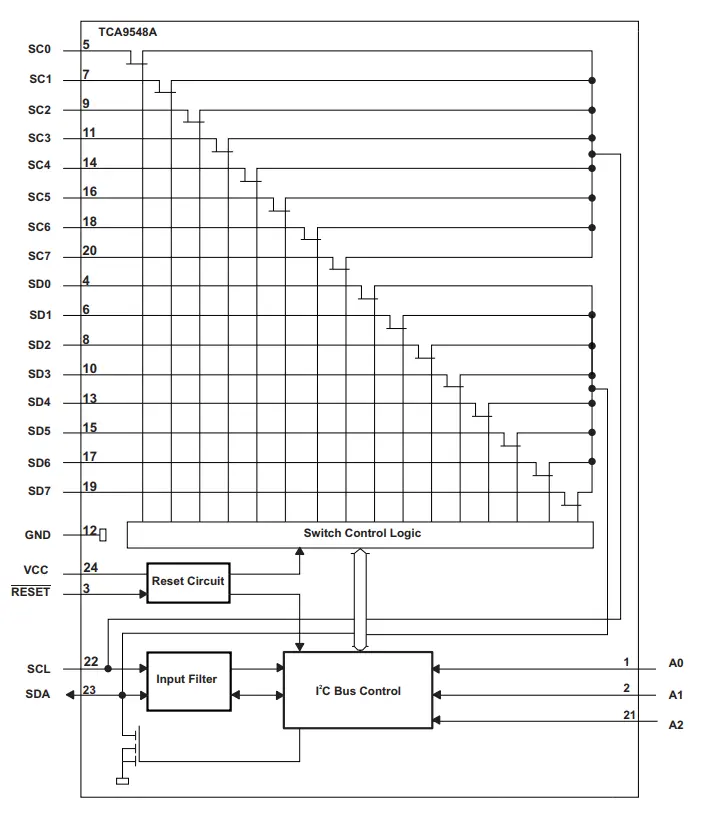 TCA9548A
SC0 5
SC1 7
SC2 9
SC3 11
SC4 14
SC5 16
SC6 18
SC7 20
SD0 4
SD1 6
SD2 8
SD3 10
SD4 13
SD5 15
SD6 17
SD7 19
GND 12
Switch Control Logic
VCC 24
Reset Circuit
RESET 3
SCL 22
1 A0
Input Filter
SDA 23
I²C Bus Control
2 A1
21 A2